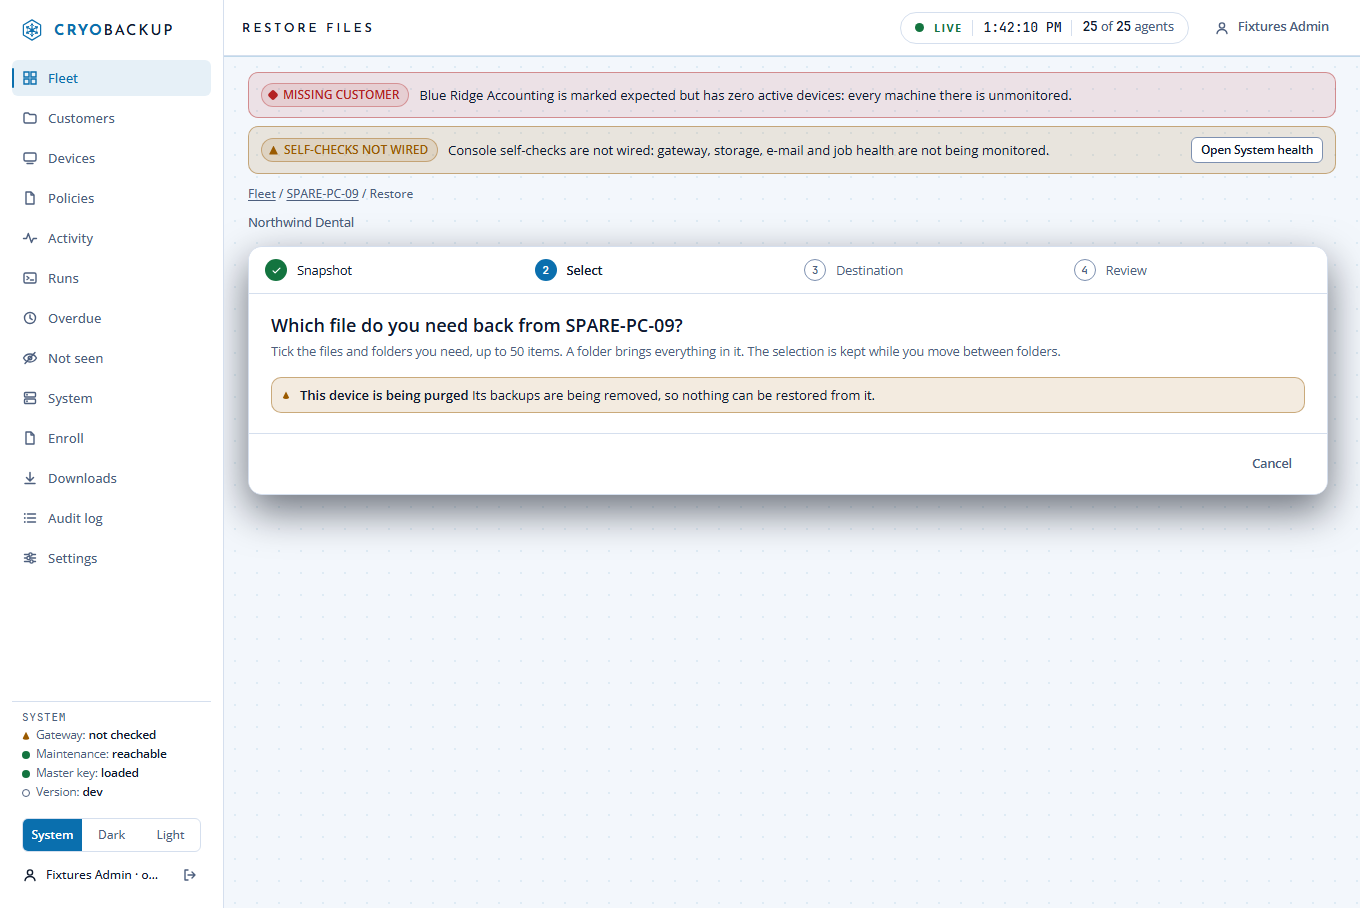 CRYOBACKUP
RESTORE FILES
LIVE 1:42:10 PM 25 of 25 agents
Fixtures Admin
Fleet
Customers
Devices
Policies
Activity
Runs
Overdue
Not seen
System
Enroll
Downloads
Audit log
Settings
MISSING CUSTOMER Blue Ridge Accounting is marked expected but has zero active devices: every machine there is unmonitored.
SELF-CHECKS NOT WIRED Console self-checks are not wired: gateway, storage, e-mail and job health are not being monitored. Open System health
Fleet / SPARE-PC-09 / Restore
Northwind Dental
Snapshot 2 Select 3 Destination 4 Review
Which file do you need back from SPARE-PC-09?
Tick the files and folders you need, up to 50 items. A folder brings everything in it. The selection is kept while you move between folders.
This device is being purged Its backups are being removed, so nothing can be restored from it.
Cancel
SYSTEM
Gateway: not checked
Maintenance: reachable
Master key: loaded
Version: dev
System Dark Light
Fixtures Admin · o...